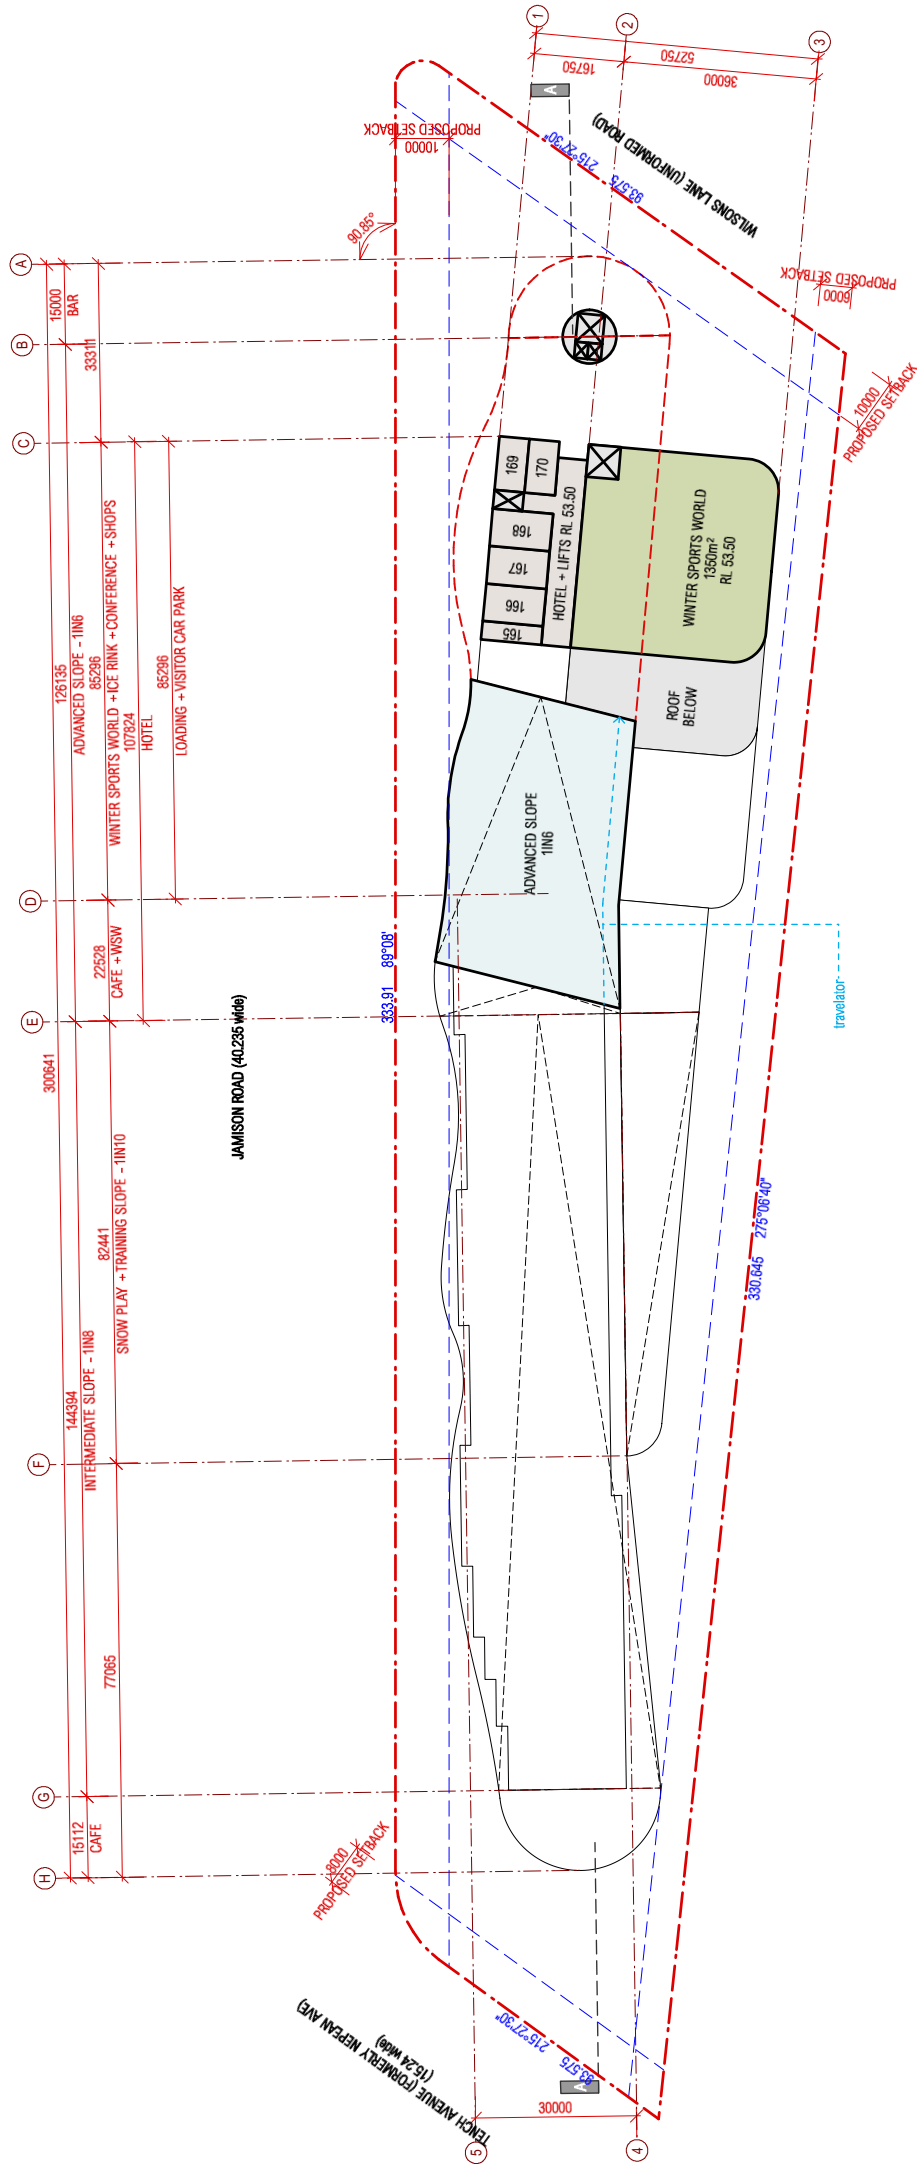 A
B
C
D
E
F
G
H
1
2
3
4
5
300641
15000
BAR
126135
ADVANCED SLOPE - 1IN6
144394
INTERMEDIATE SLOPE - 1IN8
15112
CAFE
33311
85296
WINTER SPORTS WORLD + ICE RINK + CONFERENCE + SHOPS
22528
CAFE + WSW
82441
SNOW PLAY + TRAINING SLOPE - 1IN10
77065
107824
HOTEL
85296
LOADING + VISITOR CAR PARK
90.85°
10000
PROPOSED SETBACK
16750
52750
36000
A
WILSONS LANE (UNFORMED ROAD)
93.575 215°27'30"
6000
PROPOSED SETBACK
10000
PROPOSED SETBACK
JAMISON ROAD (40.235 wide)
333.91 89°08'
169
170
168
167
166
165
HOTEL + LIFTS RL 53.50
WINTER SPORTS WORLD
1350m²
RL 53.50
ROOF
BELOW
ADVANCED SLOPE
1IN6
travelator
330.645 275°06'40"
8000
PROPOSED SETBACK
TENCH AVENUE (FORMERLY NEPEAN AVE)
(15.24 wide)
93.575 215°27'30"
A
30000